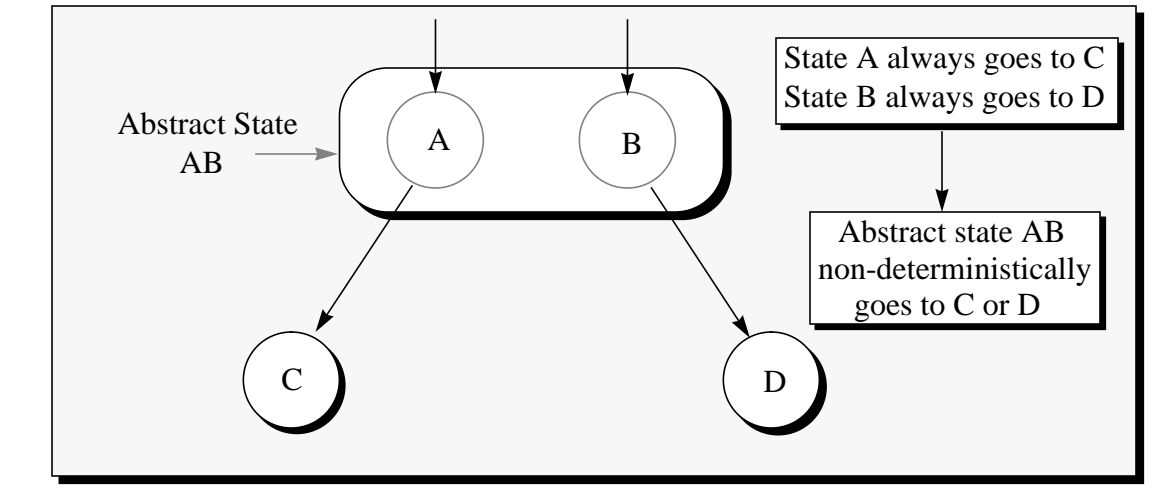 State A always goes to C
State B always goes to D
Abstract State
AB
A
B
Abstract state AB
non-deterministically
goes to C or D
C
D